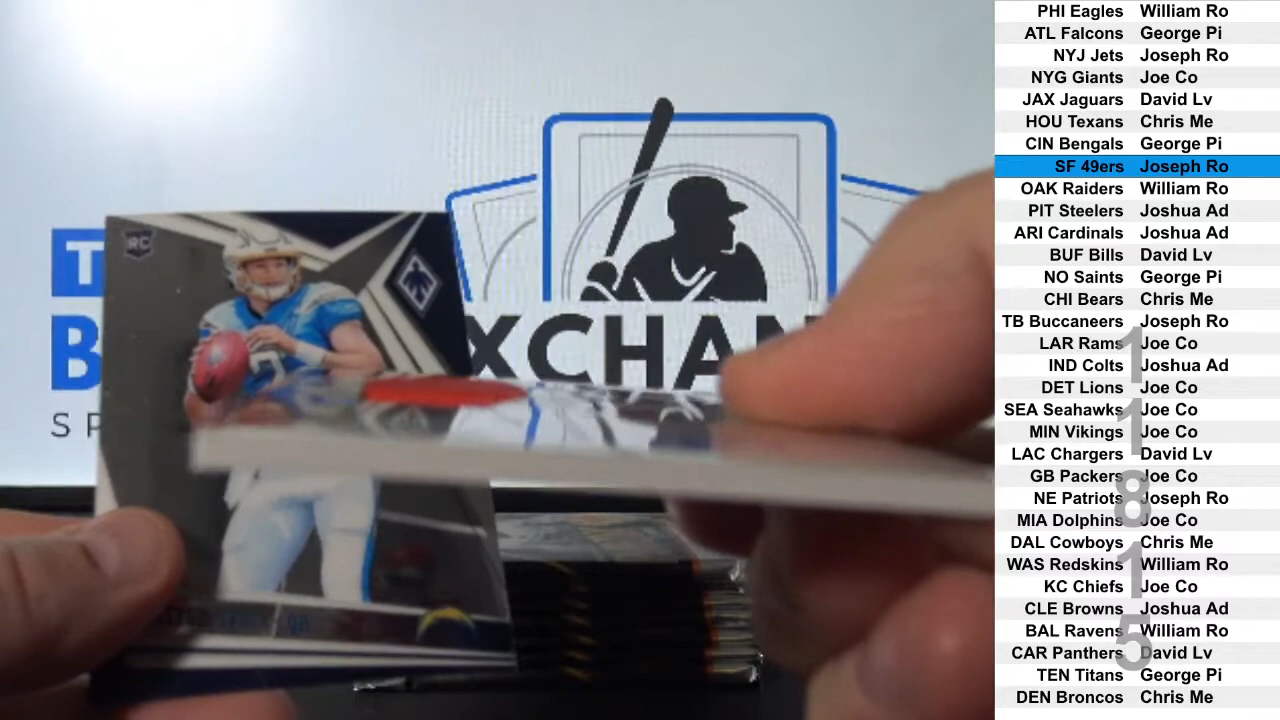 RC
T
B
XCHAN
SP
PHI Eagles William Ro
ATL Falcons George Pi
NYJ Jets Joseph Ro
NYG Giants Joe Co
JAX Jaguars David Lv
HOU Texans Chris Me
CIN Bengals George Pi
SF 49ers Joseph Ro
OAK Raiders William Ro
PIT Steelers Joshua Ad
ARI Cardinals Joshua Ad
BUF Bills David Lv
NO Saints George Pi
CHI Bears Chris Me
TB Buccaneers Joseph Ro
LAR Rams Joe Co
IND Colts Joshua Ad
DET Lions Joe Co
SEA Seahawks Joe Co
MIN Vikings Joe Co
LAC Chargers David Lv
GB Packers Joe Co
NE Patriots Joseph Ro
MIA Dolphins Joe Co
DAL Cowboys Chris Me
WAS Redskins William Ro
KC Chiefs Joe Co
CLE Browns Joshua Ad
BAL Ravens William Ro
CAR Panthers David Lv
TEN Titans George Pi
DEN Broncos Chris Me
1
1
8
1
5